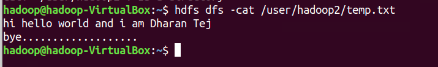 hadoop@hadoop-VirtualBox:~$ hdfs dfs -cat /user/hadoop2/temp.txt
hi hello world and i am Dharan Tej
bye...................
hadoop@hadoop-VirtualBox:~$